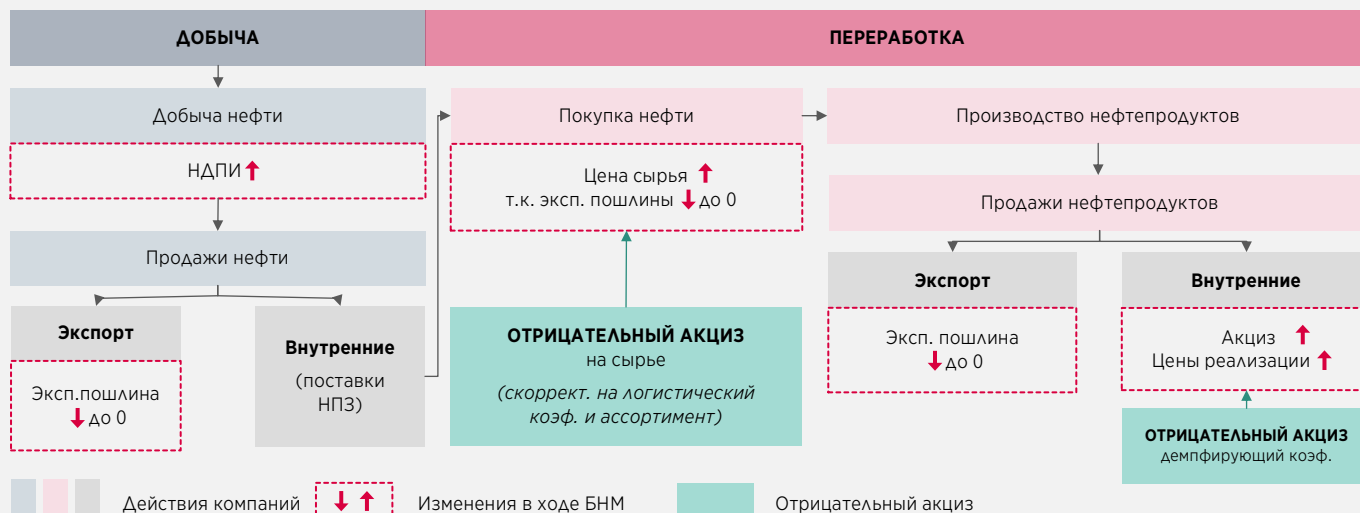 ДОБЫЧА
ПЕРЕРАБОТКА
Добыча нефти
НДПИ
Продажи нефти
Экспорт
Эксп.пошлина
до 0
Внутренние
(поставки
НПЗ)
Покупка нефти
Цена сырья
т.к. эксп. пошлины до 0
ОТРИЦАТЕЛЬНЫЙ АКЦИЗ
на сырье
(скоррект. на логистический
коэф. и ассортимент)
Производство нефтепродуктов
Продажи нефтепродуктов
Экспорт
Эксп. пошлина
до 0
Внутренние
Акциз
Цены реализации
ОТРИЦАТЕЛЬНЫЙ АКЦИЗ
демпфирующий коэф.
Действия компаний
Изменения в ходе БНМ
Отрицательный акциз